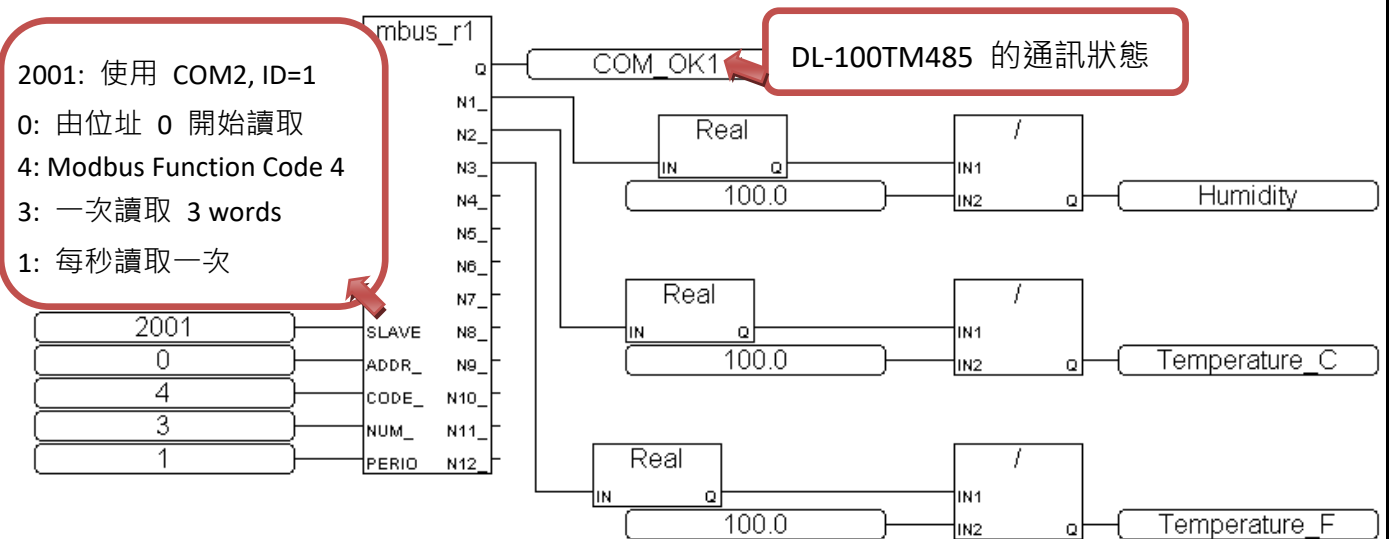 mbus_r1
2001: 使用 COM2, ID=1
0: 由位址 0 開始讀取
4: Modbus Function Code 4
3: 一次讀取 3 words
1: 每秒讀取一次
DL-100TM485 的通訊狀態
Q COM_OK1
N1_
N2_
N3_
N4_
N5_
N6_
N7_
2001 SLAVE N8_
0 ADDR_ N9_
4 CODE_ N10_
3 NUM_ N11_
1 PERIO N12_
Real /
IN Q IN1
100.0 IN2 Q Humidity
Real /
IN Q IN1
100.0 IN2 Q Temperature_C
Real /
IN Q IN1
100.0 IN2 Q Temperature_F